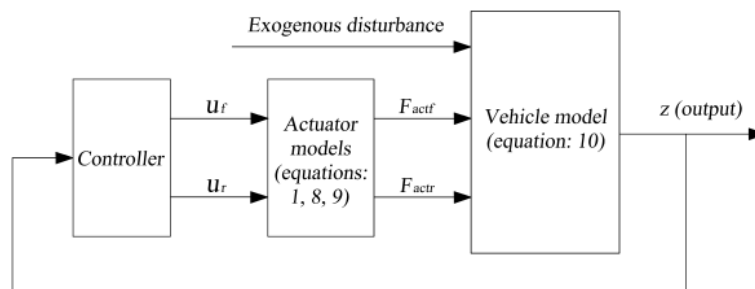 Exogenous disturbance
Controller
uf
ur
Actuator
models
(equations:
1, 8, 9)
Factf
Factr
Vehicle model
(equation: 10)
z (output)